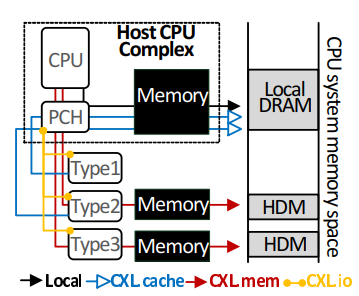 Host CPU
Complex
CPU
PCH
Memory
Local
DRAM
CPU system memory space
Type1
Type2
Memory
HDM
Type3
Memory
HDM
Local
CXL cache
CXL mem
CXL io